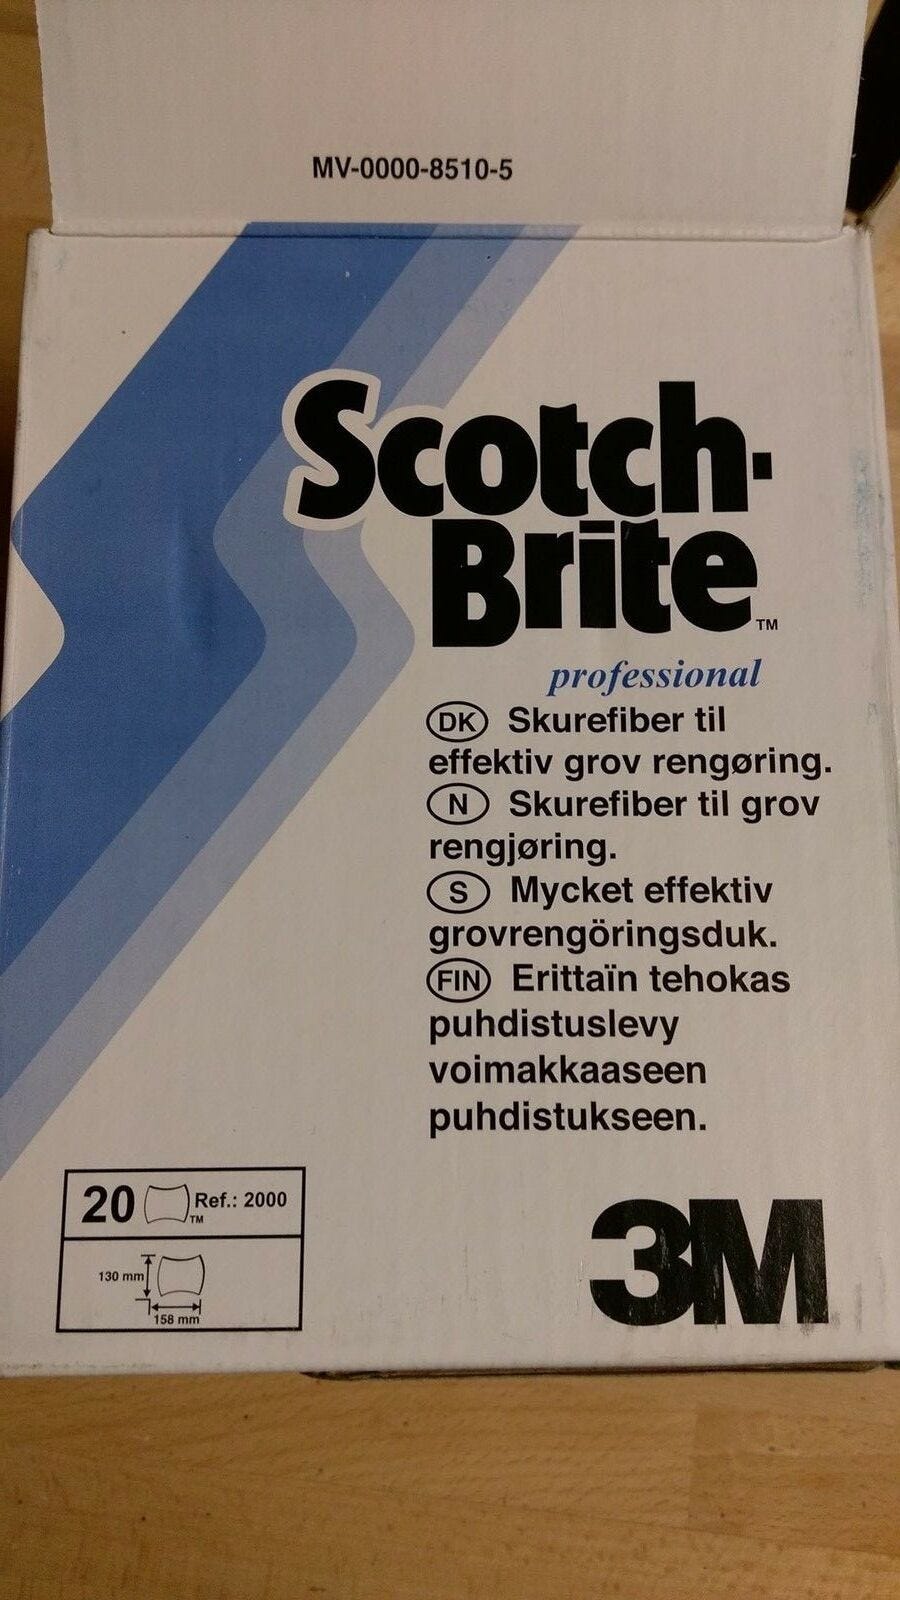 MV-0000-8510-5
Scotch-
Brite™
professional
DK Skurefiber til
effektiv grov rengøring.
N Skurefiber til grov
rengjøring.
S Mycket effektiv
grovrengöringsduk.
FIN Erittaïn tehokas
puhdistuslevy
voimakkaaseen
puhdistukseen.
20 ™ Ref.: 2000
130 mm
158 mm
3M